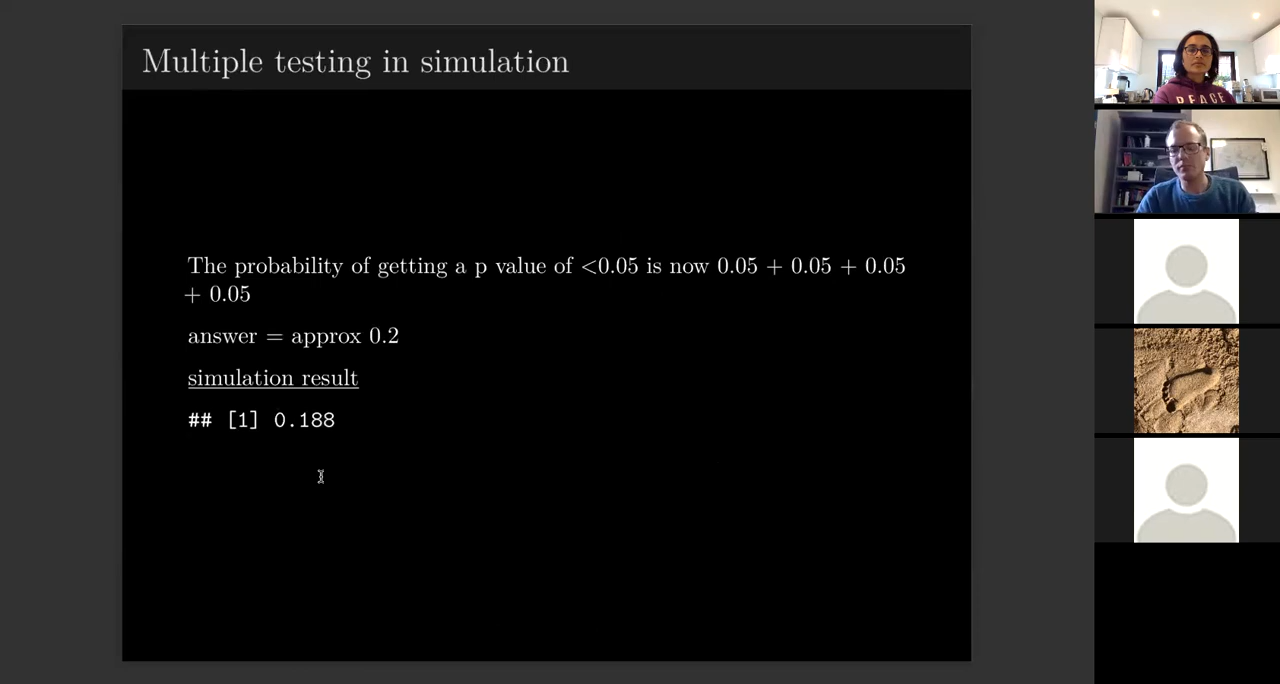 Multiple testing in simulation
The probability of getting a p value of <0.05 is now 0.05 + 0.05 + 0.05
+ 0.05
answer = approx 0.2
simulation result
## [1] 0.188
PEACE